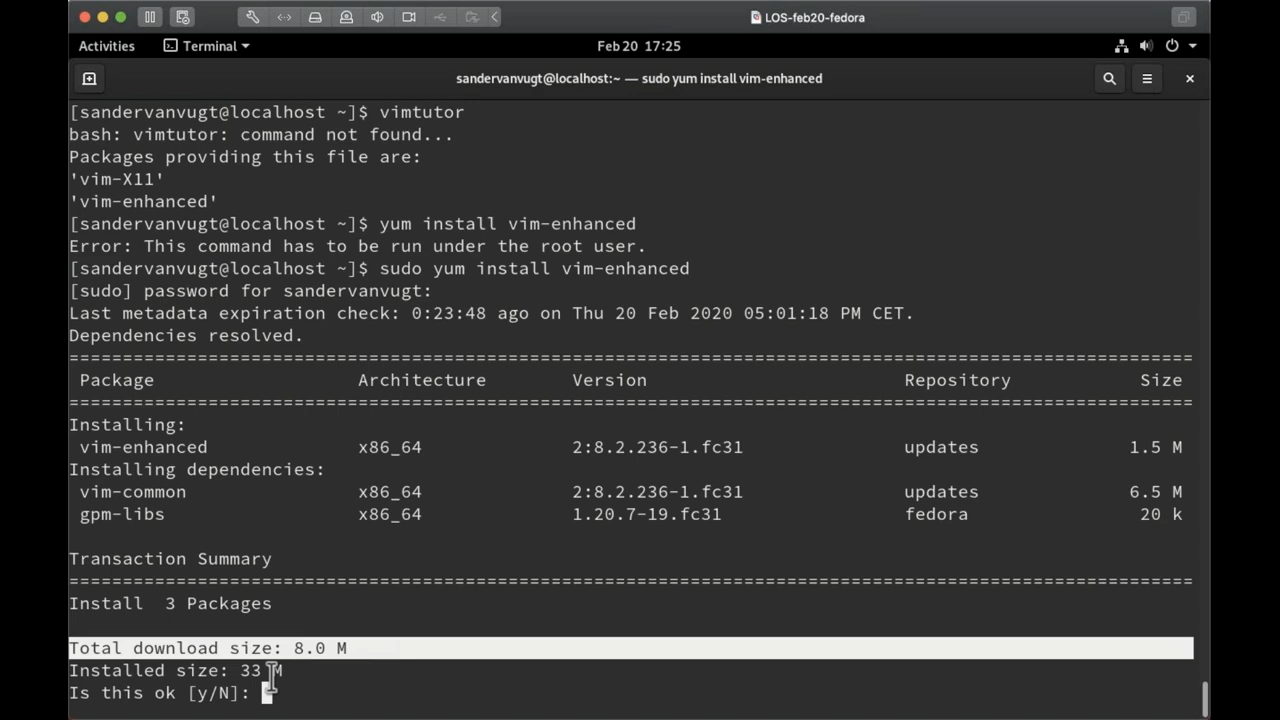 LOS-feb20-fedora
Activities Terminal Feb 20 17:25
sandervanvugt@localhost:~ — sudo yum install vim-enhanced
[sandervanvugt@localhost ~]$ vimtutor
bash: vimtutor: command not found...
Packages providing this file are:
'vim-X11'
'vim-enhanced'
[sandervanvugt@localhost ~]$ yum install vim-enhanced
Error: This command has to be run under the root user.
[sandervanvugt@localhost ~]$ sudo yum install vim-enhanced
[sudo] password for sandervanvugt:
Last metadata expiration check: 0:23:48 ago on Thu 20 Feb 2020 05:01:18 PM CET.
Dependencies resolved.
=========================================================================================================
Package Architecture Version Repository Size
=========================================================================================================
Installing:
vim-enhanced x86_64 2:8.2.236-1.fc31 updates 1.5 M
Installing dependencies:
vim-common x86_64 2:8.2.236-1.fc31 updates 6.5 M
gpm-libs x86_64 1.20.7-19.fc31 fedora 20 k
Transaction Summary
=========================================================================================================
Install 3 Packages
Total download size: 8.0 M
Installed size: 33 M
Is this ok [y/N]: